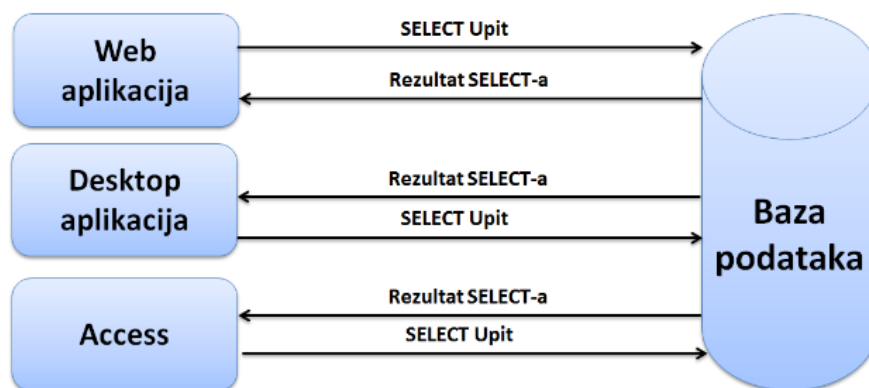 Web
aplikacija
SELECT Upit
Rezultat SELECT-a
Desktop
aplikacija
Rezultat SELECT-a
SELECT Upit
Access
Rezultat SELECT-a
SELECT Upit
Baza
podataka